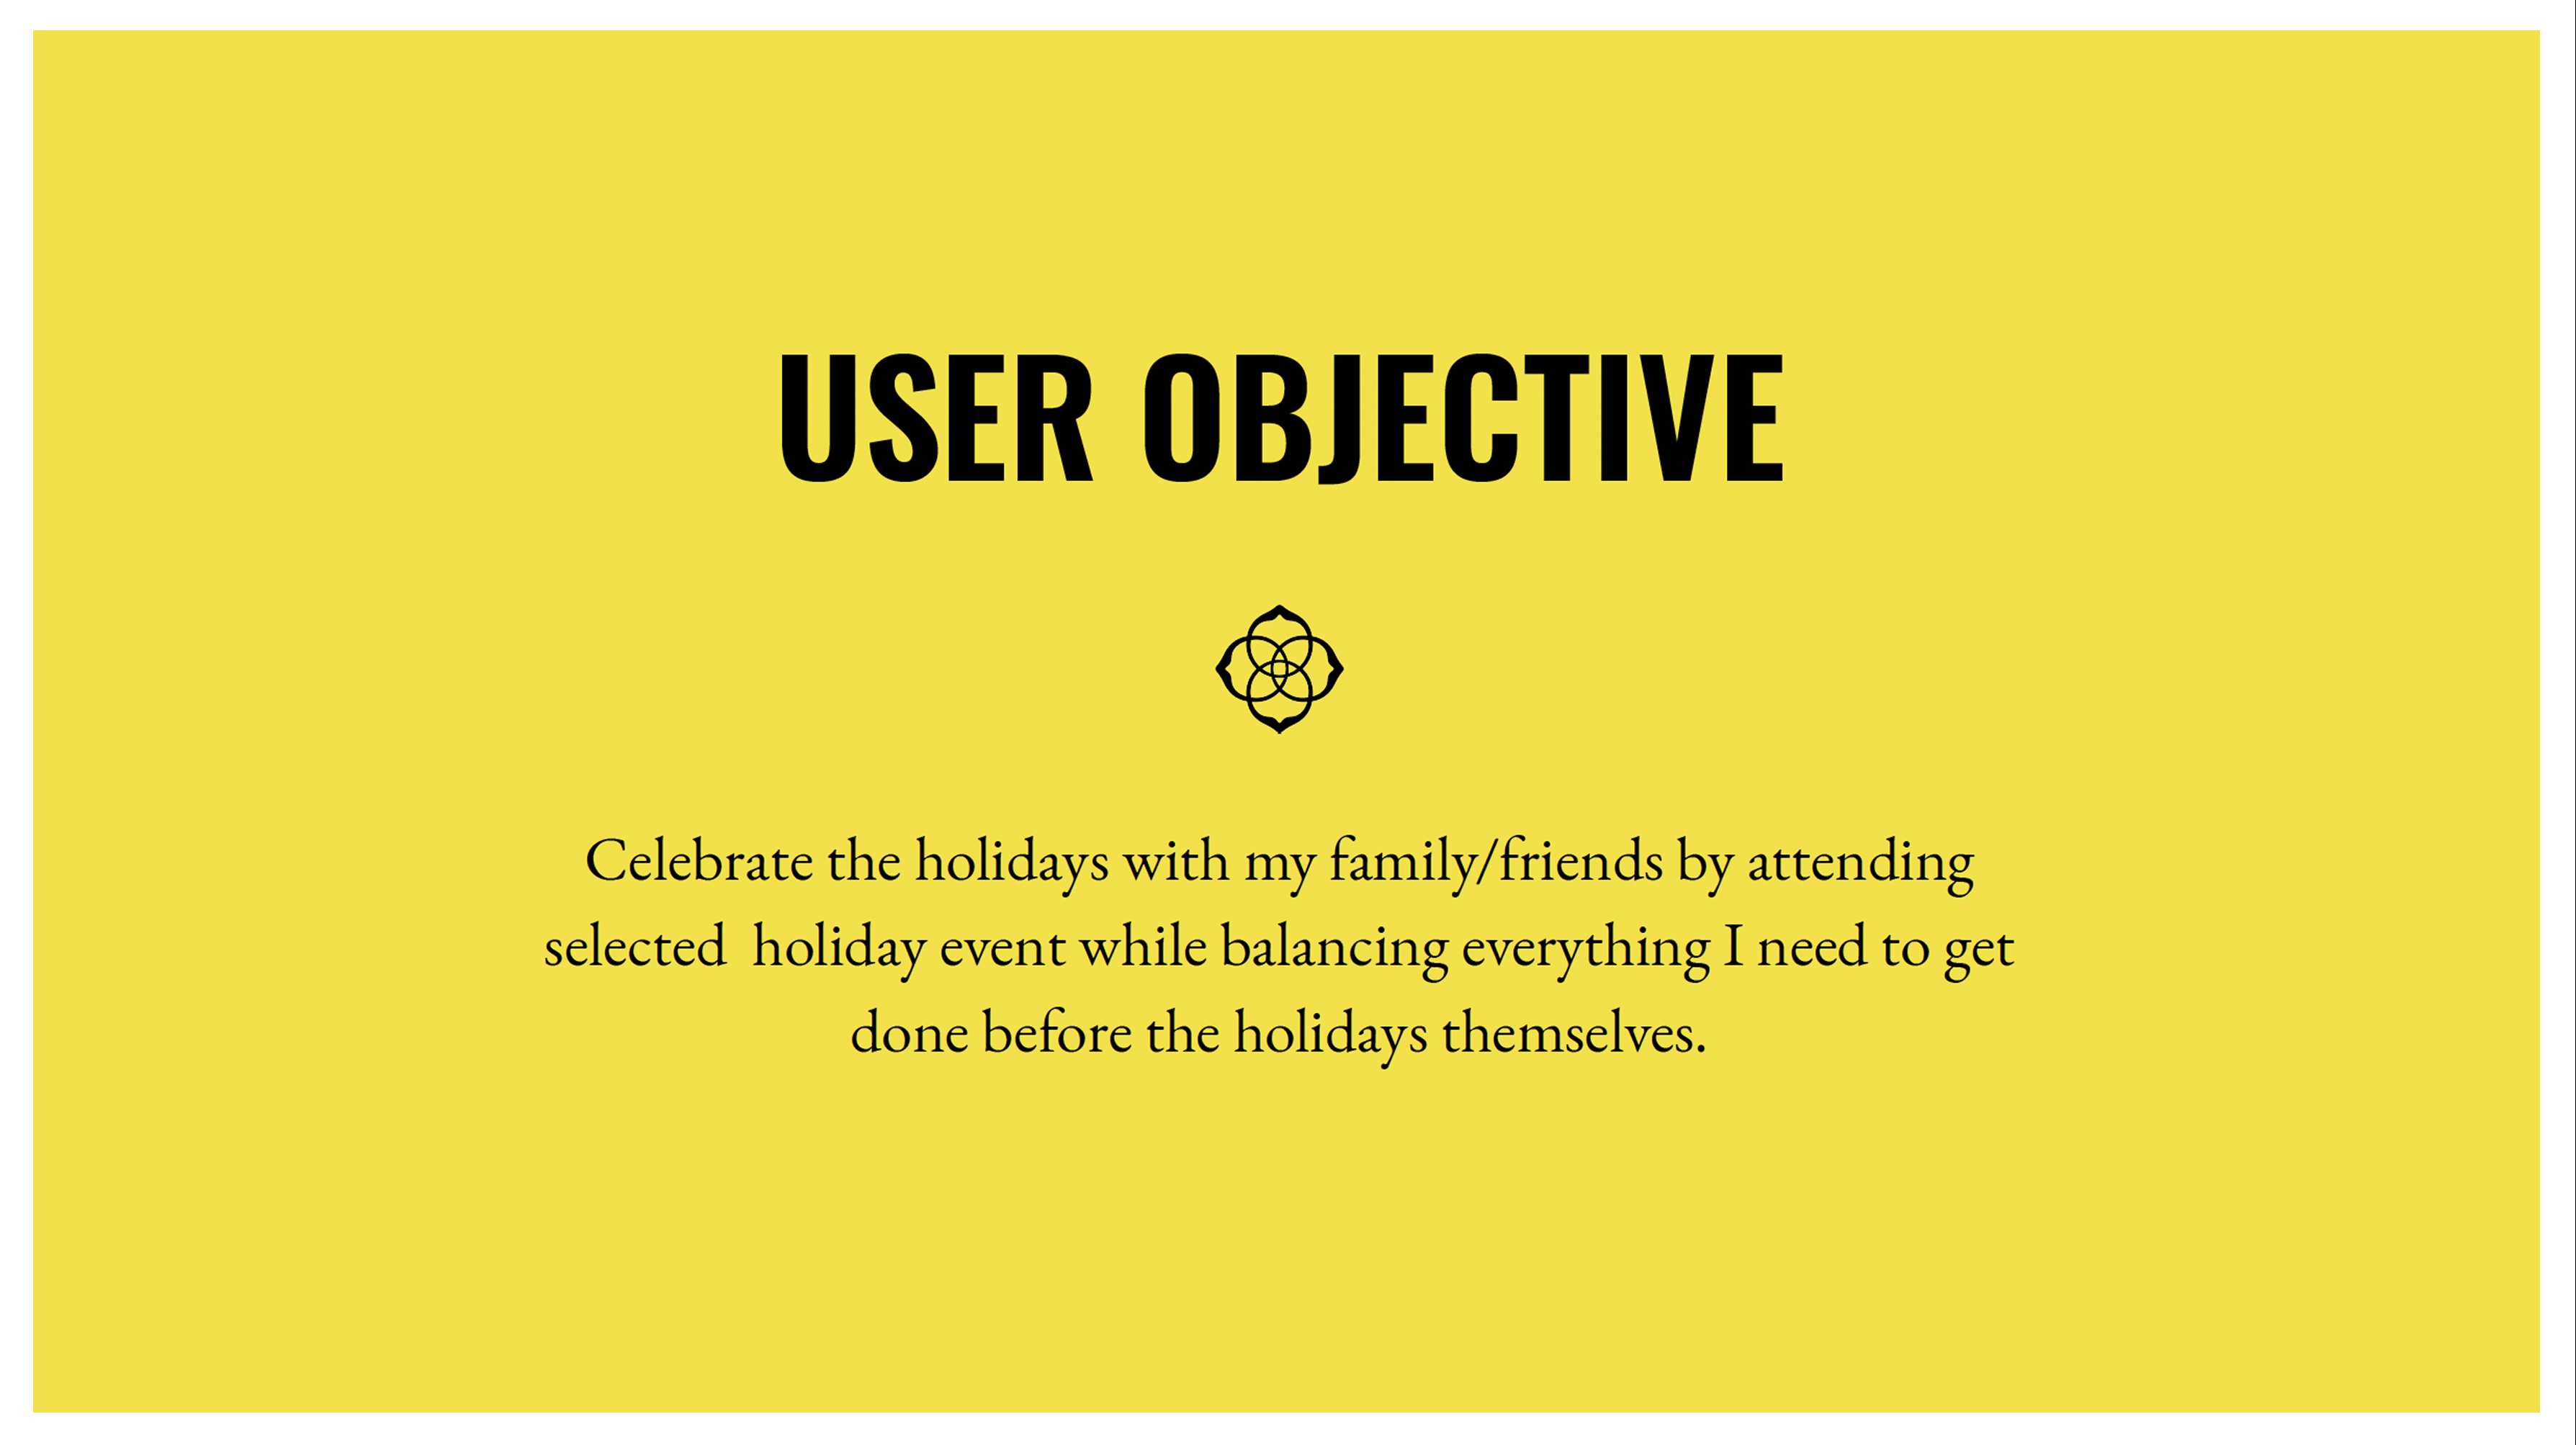 USER OBJECTIVE
Celebrate the holidays with my family/friends by attending
selected  holiday event while balancing everything I need to get
done before the holidays themselves.